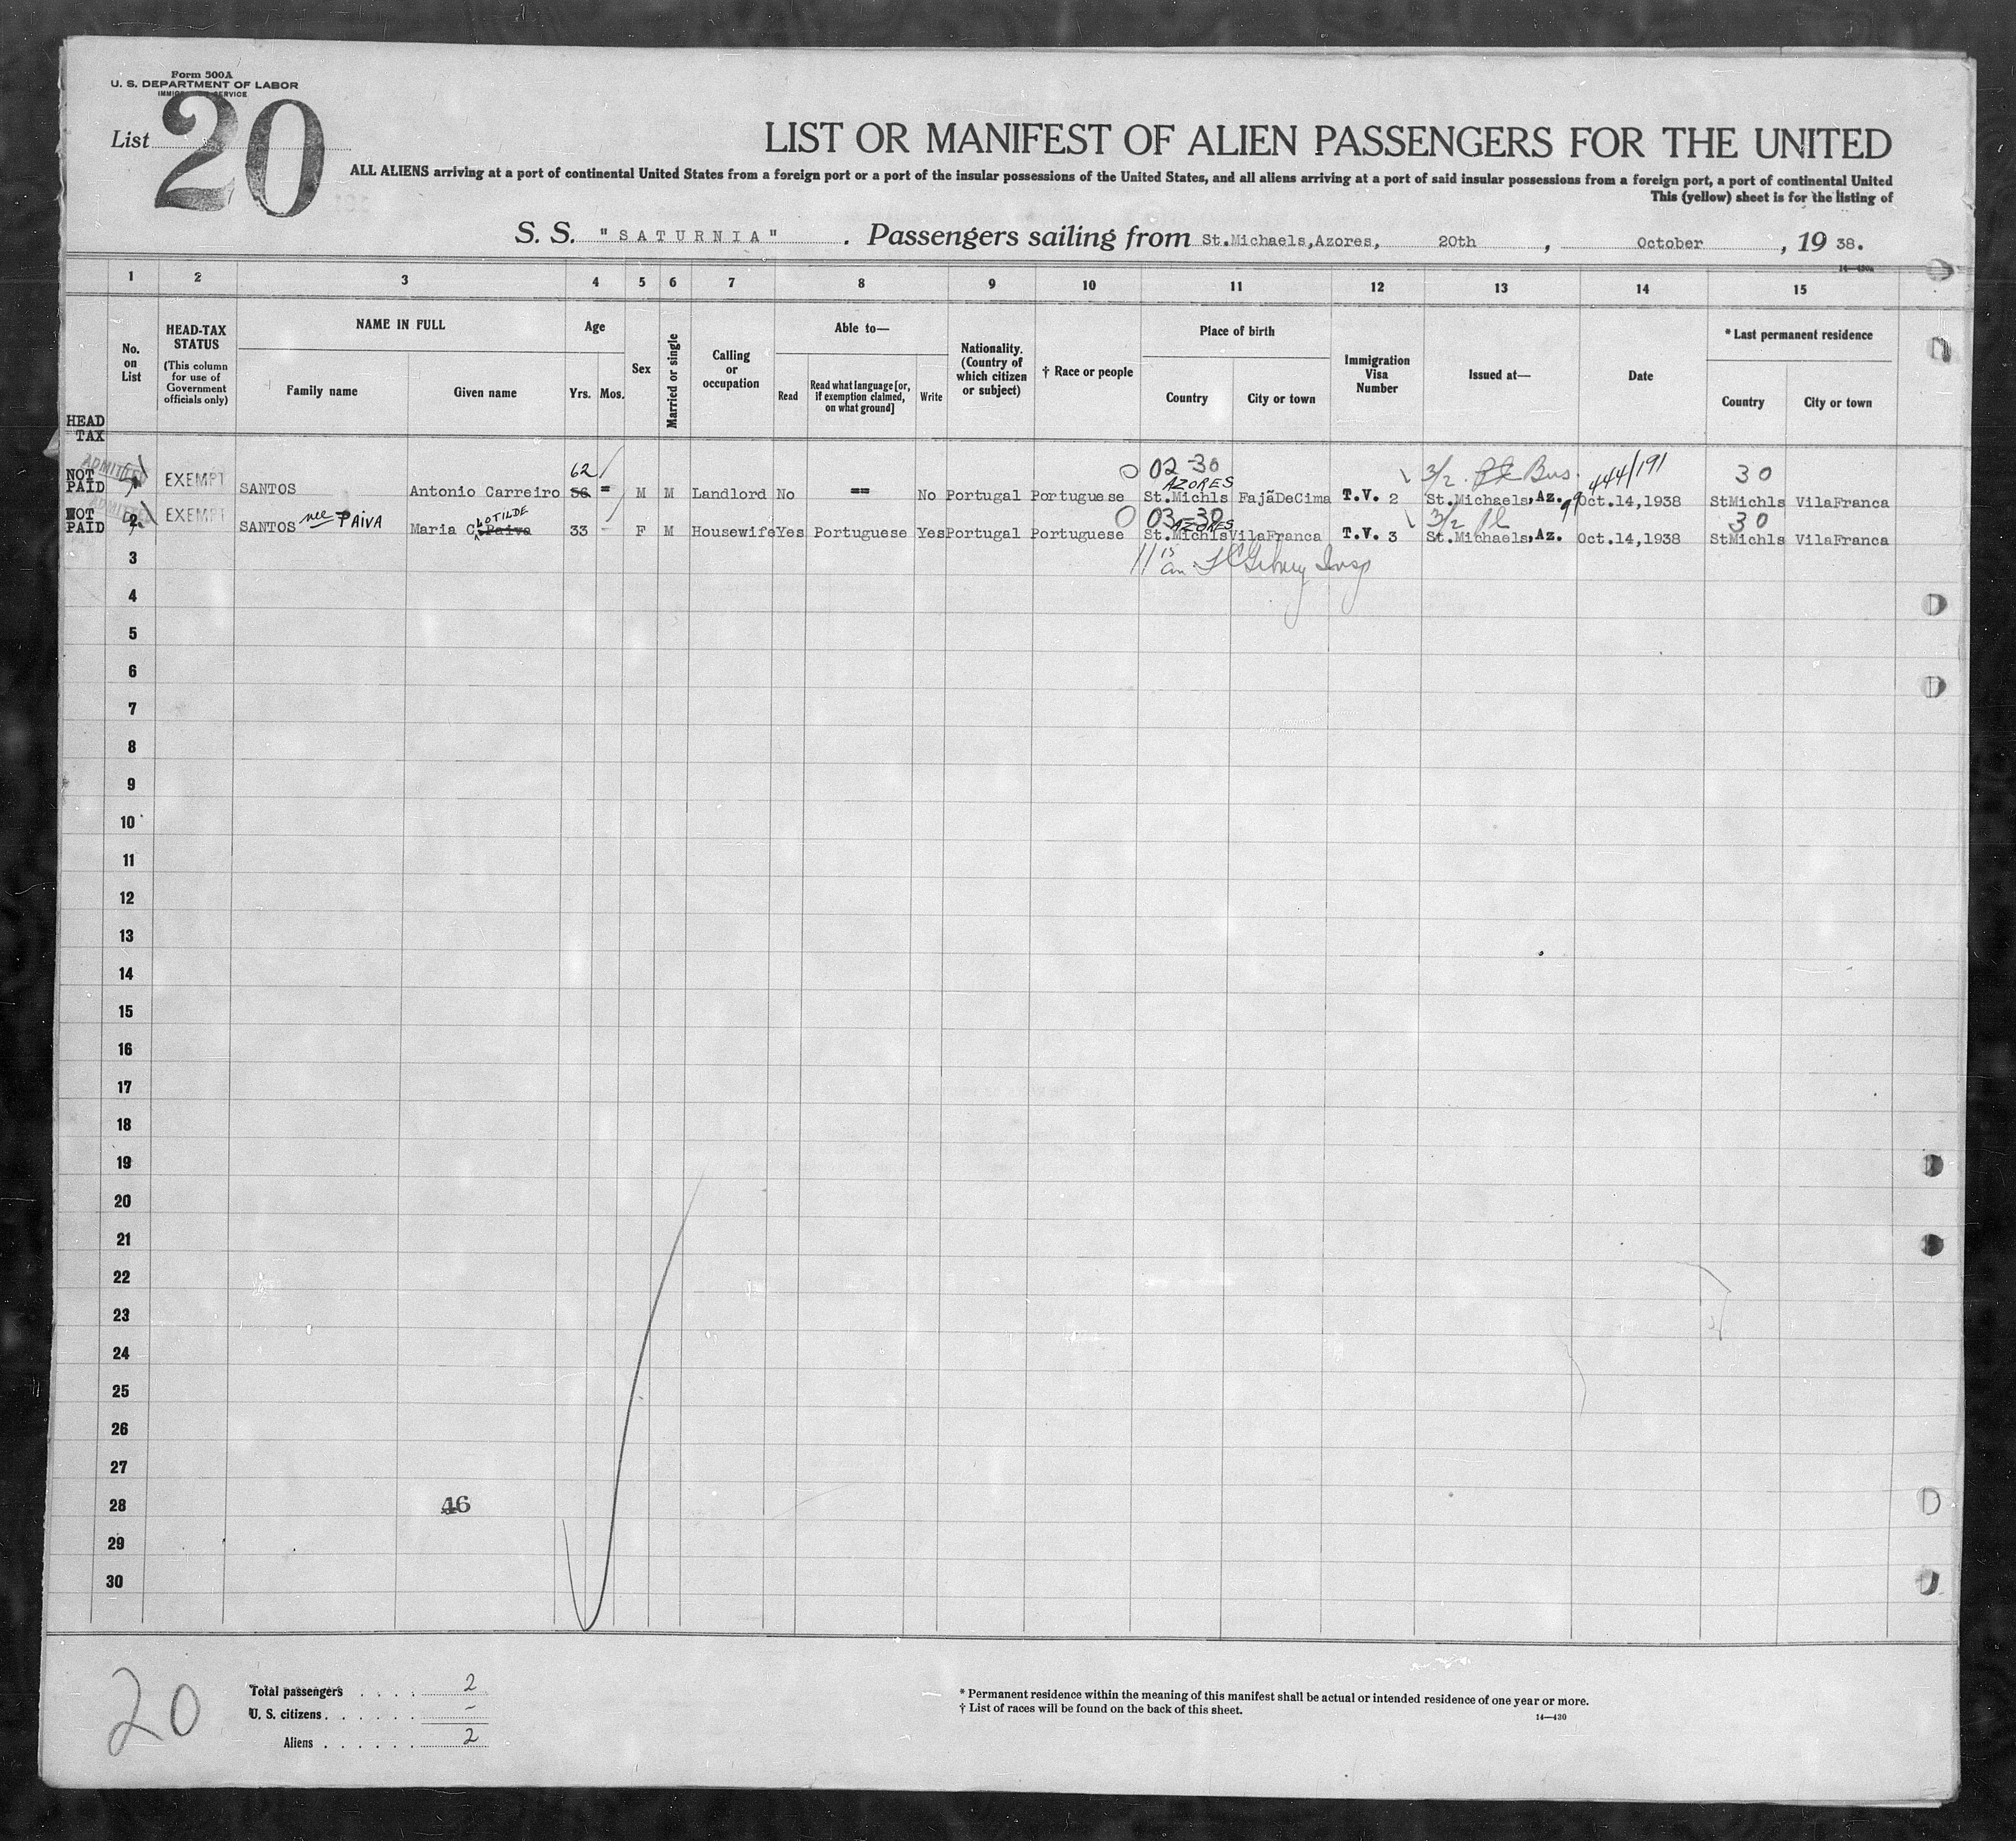 Form 500A
U. S. DEPARTMENT OF LABOR
IMMIGRATION SERVICE
List 20
LIST OR MANIFEST OF ALIEN PASSENGERS FOR THE UNITED
ALL ALIENS arriving at a port of continental United States from a foreign port or a port of the insular possessions of the United States, and all aliens arriving at a port of said insular possessions from a foreign port, a port of continental United
This (yellow) sheet is for the listing of
S. S. "SATURNIA" . Passengers sailing from St.Michaels,Azores, 20th , October , 19 38.
14—430a
1 2 3 4 5 6 7 8 9 10 11 12 13 14 15
No. on List
HEAD-TAX STATUS
(This column for use of Government officials only)
NAME IN FULL
Family name
Given name
Age
Yrs.
Mos.
Sex
Married or single
Calling or occupation
Able to—
Read
Read what language [or, if exemption claimed, on what ground]
Write
Nationality. (Country of which citizen or subject)
† Race or people
Place of birth
Country
City or town
Immigration Visa Number
Issued at—
Date
* Last permanent residence
Country
City or town
HEAD TAX
ADMITTED
62 02-30 3/2 444/191 30
AZORES
NOT PAID EXEMPT SANTOS Antonio Carreiro 56 = M M Landlord No == No Portugal Portuguese St.Michls FajãDeCima T.V. 2 St.Michaels,Az. Oct.14,1938 StMichls VilaFranca
ADMITTED
nee PAIVA LOTILDE 03-30 3/2 30
AZORES
NOT PAID 2 EXEMPT SANTOS Maria C. Paiva 33 - F M Housewife Yes Portuguese Yes Portugal Portuguese St.Michls VilaFranca T.V. 3 St.Michaels,Az. Oct.14,1938 StMichls VilaFranca
3
4
5
6
7
8
9
10
11
12
13
14
15
16
17
18
19
20
21
22
23
24
25
26
27
28 46
29
30
20
Total passengers . . . . 2
U. S. citizens . . . . . . –
Aliens . . . . . . 2
* Permanent residence within the meaning of this manifest shall be actual or intended residence of one year or more.
† List of races will be found on the back of this sheet.
14—430